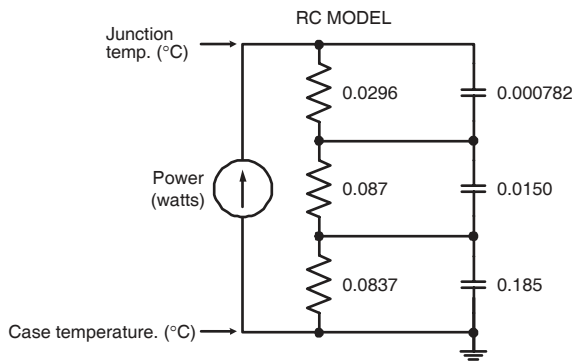 RC MODEL
Junction
temp. (°C)
0.0296
0.000782
Power
(watts)
0.087
0.0150
0.0837
0.185
Case temperature. (°C)